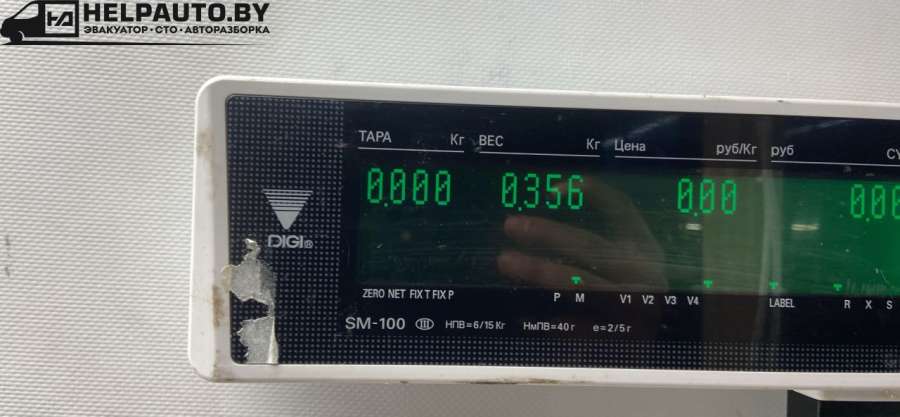 HELPAUTO.BY
ЭВАКУАТОР • СТО • АВТОРАЗБОРКА
ТАРА Кг ВЕС Кг Цена руб/Кг руб
0.000 0.356 0.00
DIGI®
ZERO NET FIX T FIX P P M V1 V2 V3 V4 LABEL R X S
SM-100 III НПВ=6/15 Кг НмПВ=40 г е=2/5 г